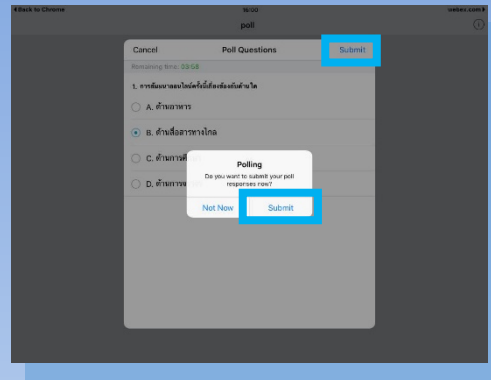 Back to Chrome
webex.com
poll
Cancel
Poll Questions
Submit
Remaining time: 03:58
1. การสัมมนาออนไลน์ครั้งนี้เกี่ยวข้องกับด้านใด
A. ด้านอาหาร
B. ด้านสื่อสารทางไกล
C. ด้านการศึ
D. ด้านการ
Polling
Do you want to submit your poll
responses now?
Not Now
Submit